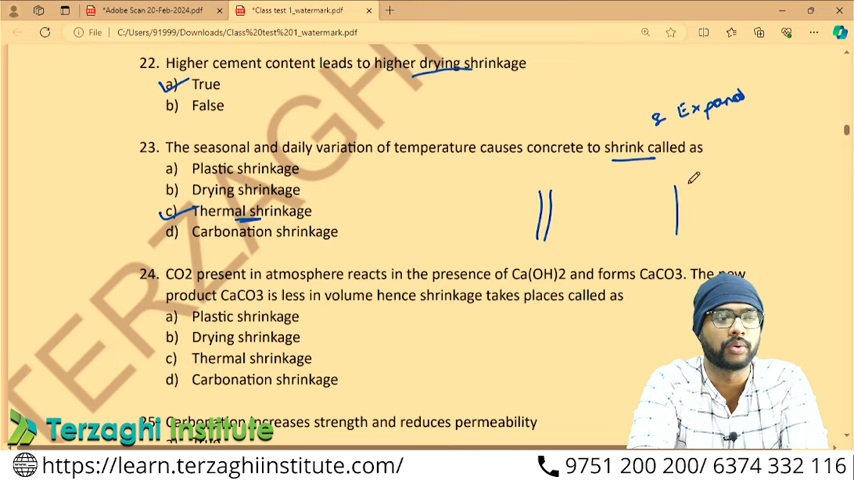 *Adobe Scan 20-Feb-2024.pdf
*Class test 1_watermark.pdf
File
C:/Users/91999/Downloads/Class%20test%201_watermark.pdf
22. Higher cement content leads to higher drying shrinkage
a) True
b) False
& Expand
23. The seasonal and daily variation of temperature causes concrete to shrink called as
a) Plastic shrinkage
b) Drying shrinkage
c) Thermal shrinkage
d) Carbonation shrinkage
24. CO2 present in atmosphere reacts in the presence of Ca(OH)2 and forms CaCO3. The new
product CaCO3 is less in volume hence shrinkage takes places called as
a) Plastic shrinkage
b) Drying shrinkage
c) Thermal shrinkage
d) Carbonation shrinkage
25. Carbonation increases strength and reduces permeability
TERZAGHI
Terzaghi Institute
https://learn.terzaghiinstitute.com/
9751 200 200/ 6374 332 116